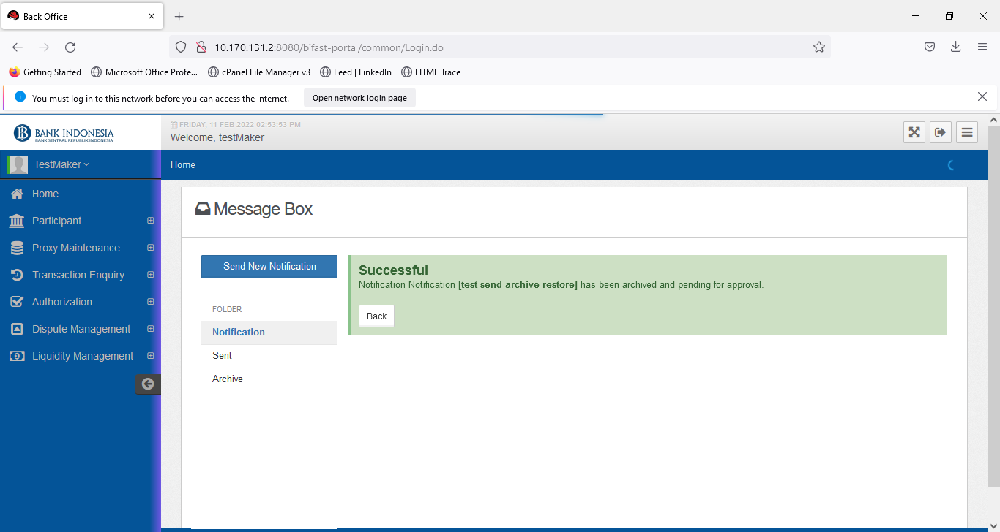 Back Office
10.170.131.2:8080/bifast-portal/common/Login.do
Getting Started
Microsoft Office Profe...
cPanel File Manager v3
Feed | LinkedIn
HTML Trace
You must log in to this network before you can access the Internet.
Open network login page
BANK INDONESIA
BANK SENTRAL REPUBLIK INDONESIA
FRIDAY, 11 FEB 2022 02:53:53 PM
Welcome, testMaker
TestMaker
Home
Home
Participant
Proxy Maintenance
Transaction Enquiry
Authorization
Dispute Management
Liquidity Management
Message Box
Send New Notification
FOLDER
Notification
Sent
Archive
Successful
Notification Notification [test send archive restore] has been archived and pending for approval.
Back